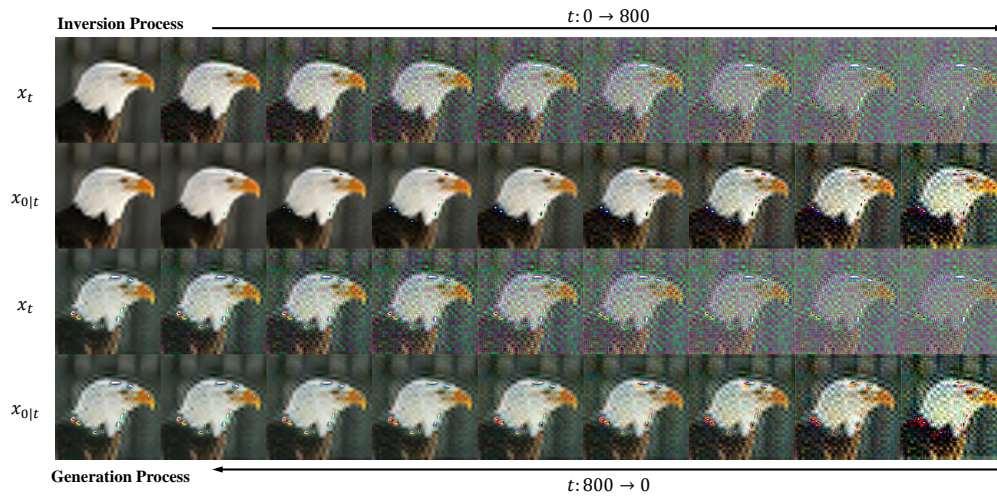 Inversion Process
t: 0 → 800
x_t
x_{0|t}
x_t
x_{0|t}
Generation Process
t: 800 → 0